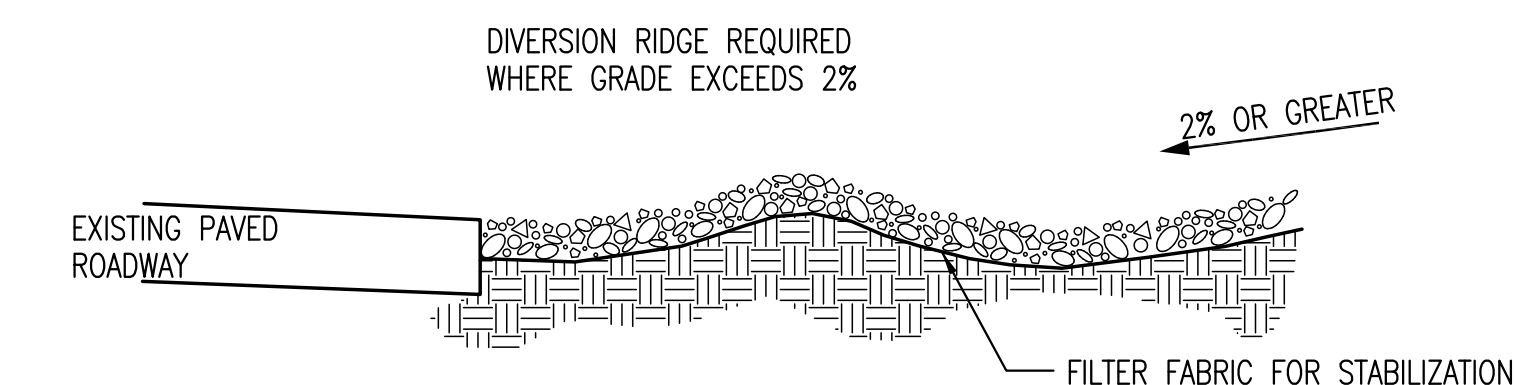 DIVERSION RIDGE REQUIRED
WHERE GRADE EXCEEDS 2%
2% OR GREATER
EXISTING PAVED
ROADWAY
FILTER FABRIC FOR STABILIZATION